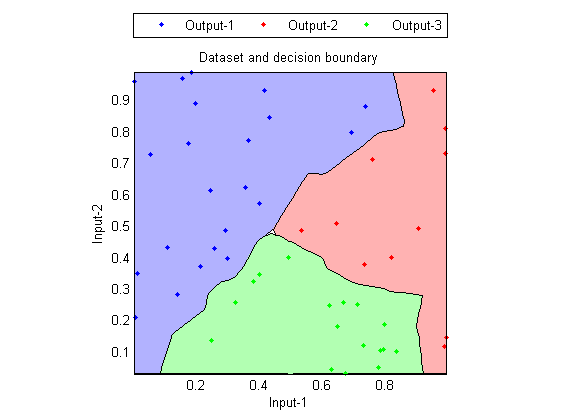 Output-1 Output-2 Output-3
Dataset and decision boundary
0.9
0.8
0.7
0.6
0.5
0.4
0.3
0.2
0.1
Input-2
0.2 0.4 0.6 0.8
Input-1